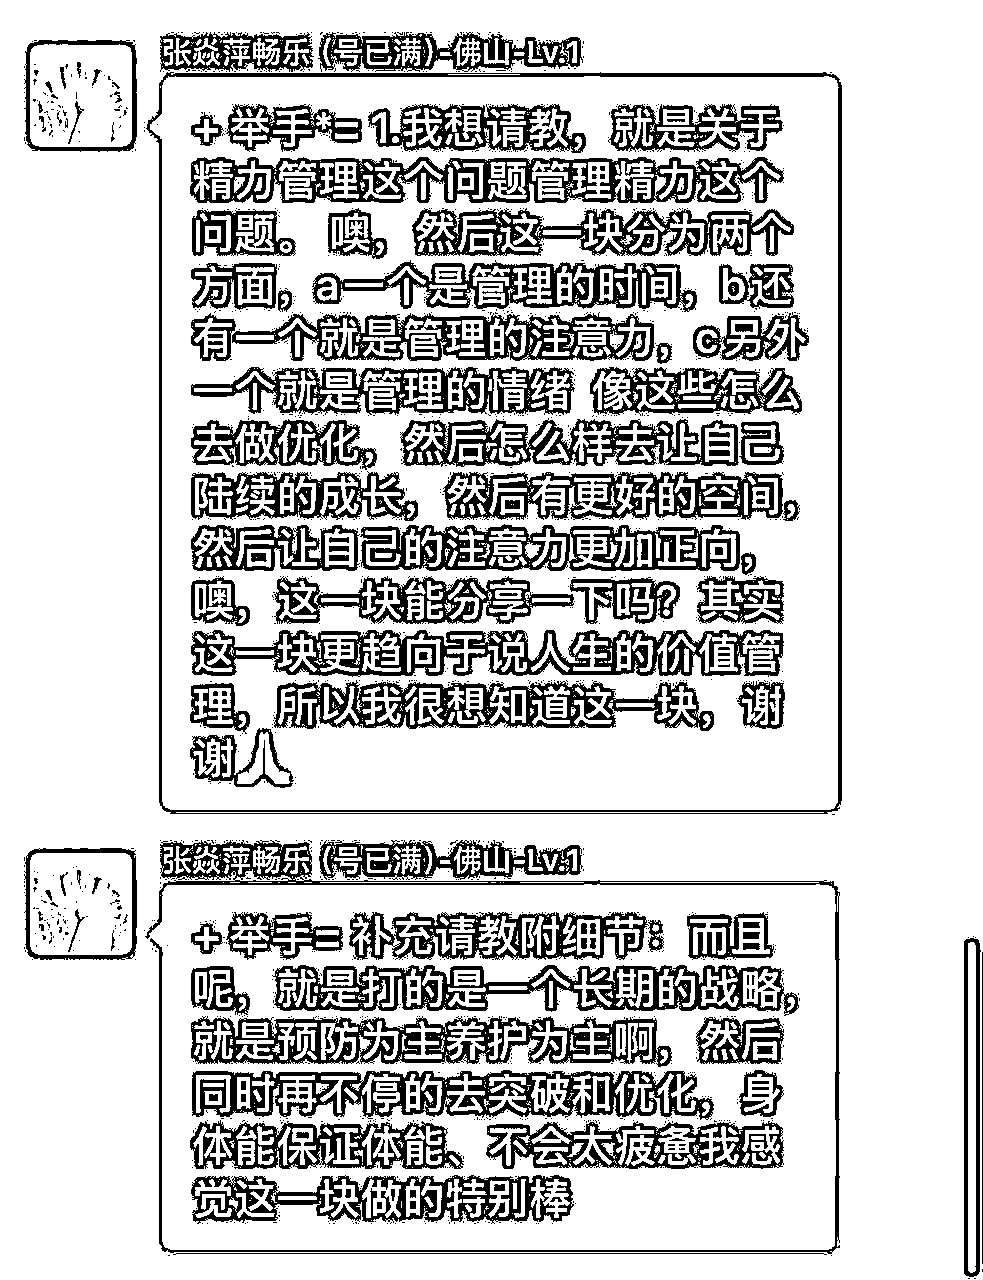 张焱萍畅乐（号已满)-佛山-Lv.1
+ 举手*= 1.我想请教，就是关于
精力管理这个问题管理精力这个
问题。 噢，然后这一块分为两个
方面，a一个是管理的时间，b还
有一个就是管理的注意力，c另外
一个就是管理的情绪 像这些怎么
去做优化，然后怎么样去让自己
陆续的成长，然后有更好的空间，
然后让自己的注意力更加正向，
噢，这一块能分享一下吗？其实
这一块更趋向于说人生的价值管
理，所以我很想知道这一块，谢
谢🙏
张焱萍畅乐（号已满)-佛山-Lv.1
+ 举手= 补充请教附细节：而且
呢，就是打的是一个长期的战略，
就是预防为主养护为主啊，然后
同时再不停的去突破和优化，身
体能保证体能、不会太疲惫我感
觉这一块做的特别棒